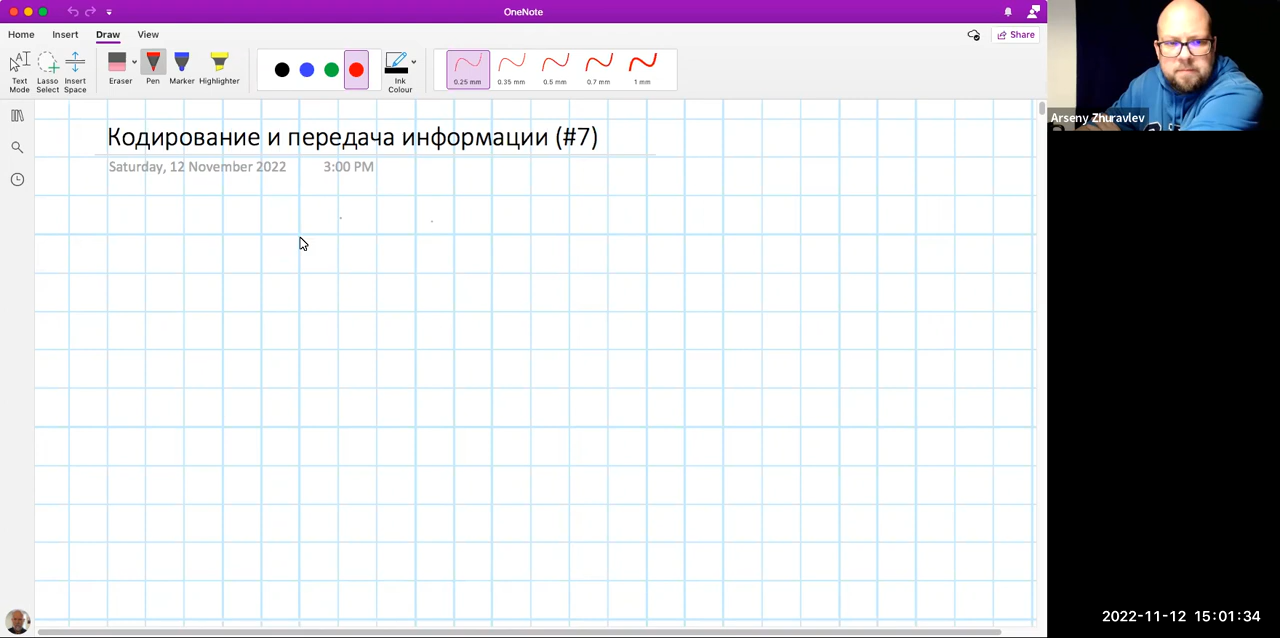 OneNote
Home Insert Draw View
Share
Text Mode
Lasso Select
Insert Space
Eraser
Pen
Marker
Highlighter
Ink Colour
0.25 mm
0.35 mm
0.5 mm
0.7 mm
1 mm
Arseny Zhuravlev
Кодирование и передача информации (#7)
Saturday, 12 November 2022 3:00 PM
2022-11-12 15:01:34